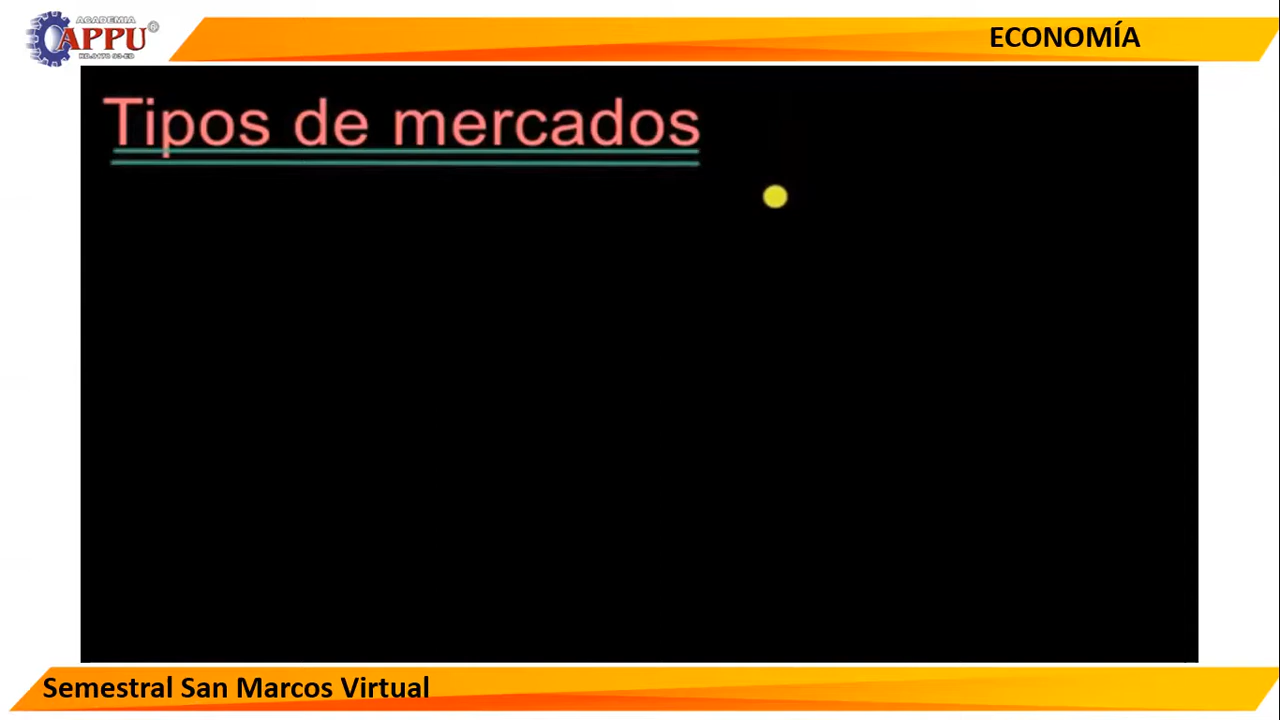 ACADEMIA
APPU
ECONOMÍA
Tipos de mercados
Semestral San Marcos Virtual